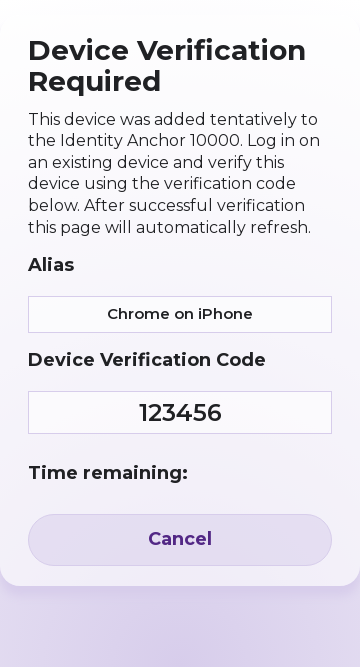 Device Verification
Required
This device was added tentatively to
the Identity Anchor 10000. Log in on
an existing device and verify this
device using the verification code
below. After successful verification
this page will automatically refresh.
Alias
Chrome on iPhone
Device Verification Code
123456
Time remaining:
Cancel